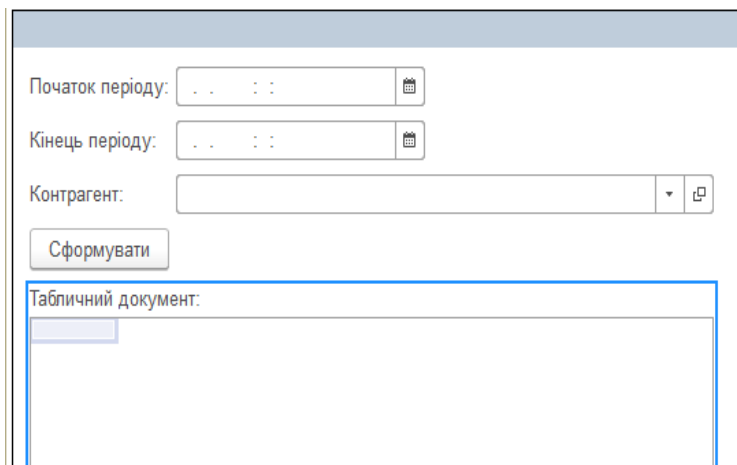 Початок періоду: . . : :
Кінець періоду: . . : :
Контрагент:
Сформувати
Табличний документ: